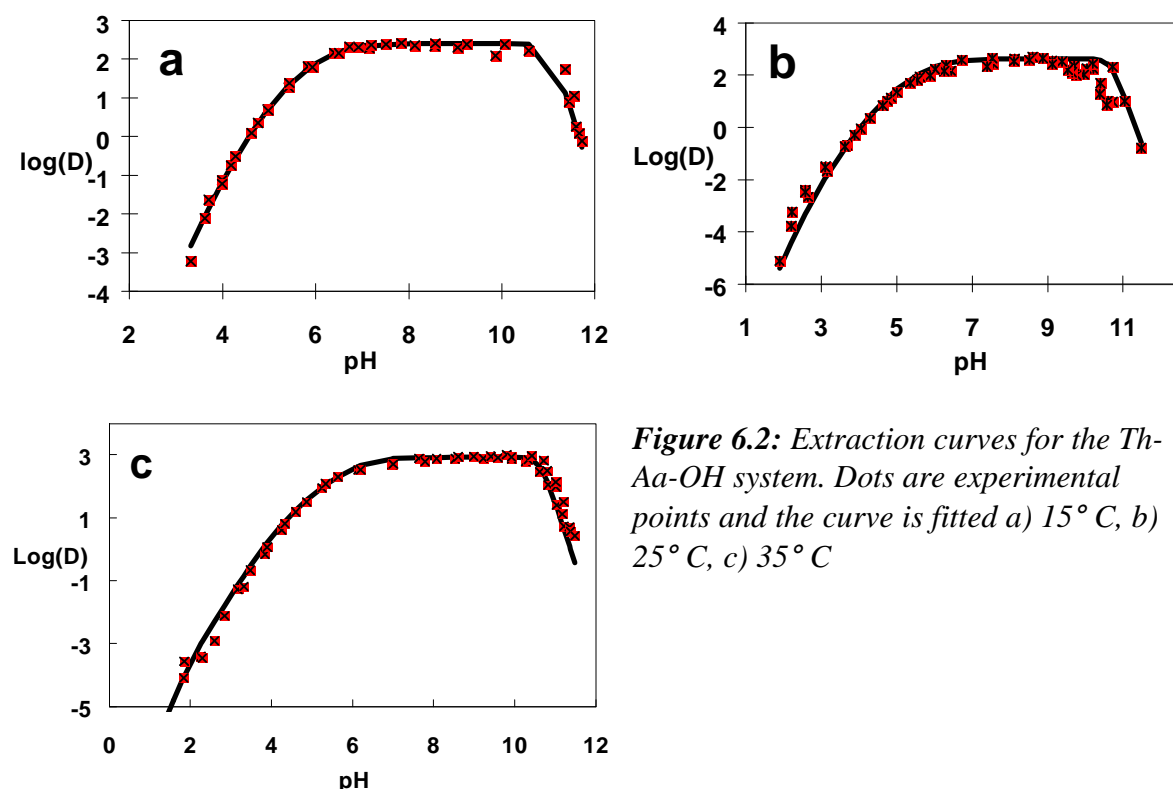 3
2
1
0
-1
-2
-3
-4
log(D)
a
2
4
6
8
10
12
pH
4
2
0
-2
-4
-6
Log(D)
b
1
3
5
7
9
11
pH
3
1
-1
-3
-5
Log(D)
c
0
2
4
6
8
10
12
pH
Figure 6.2: Extraction curves for the Th-
Aa-OH system. Dots are experimental
points and the curve is fitted a) 15° C, b)
25° C, c) 35° C